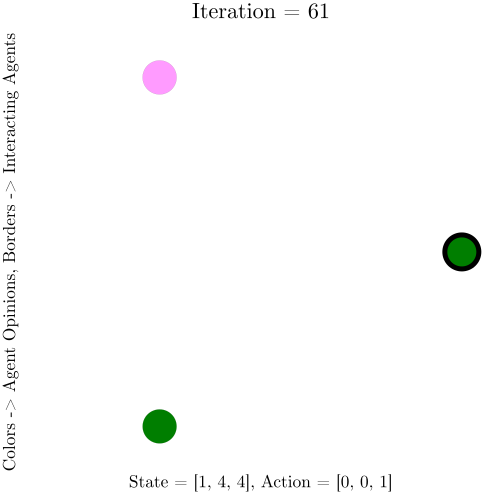 Iteration = 61
Colors -> Agent Opinions, Borders -> Interacting Agents
State = [1, 4, 4], Action = [0, 0, 1]